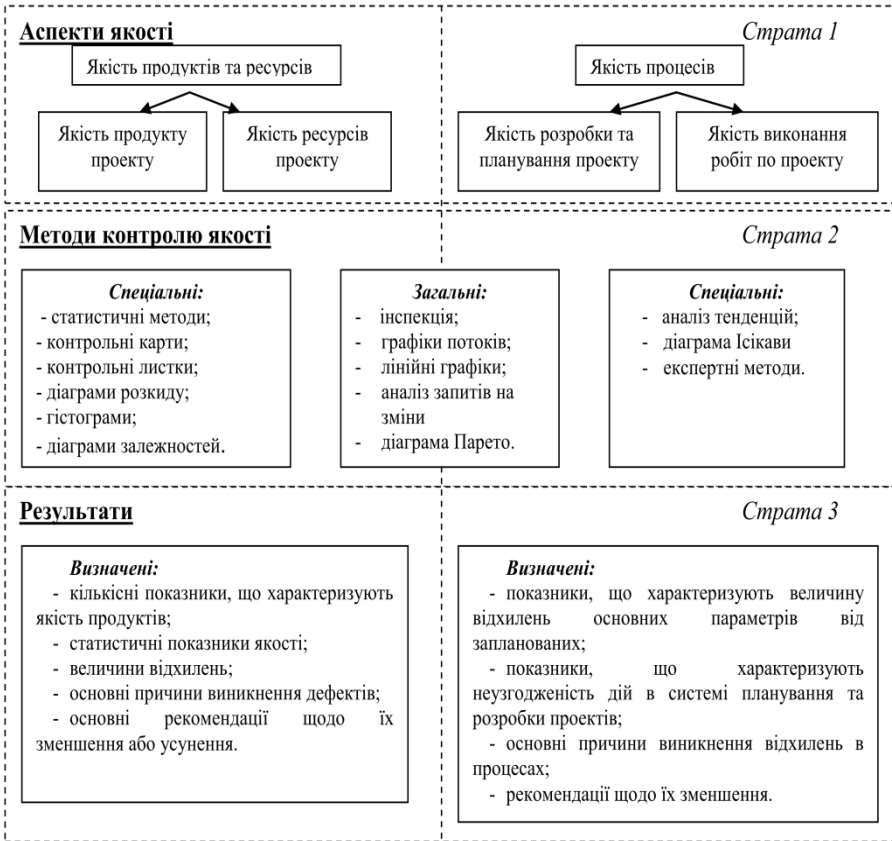 Аспекти якості
Страта 1
Якість продуктів та ресурсів
Якість процесів
Якість продукту
проекту
Якість ресурсів
проекту
Якість розробки та
планування проекту
Якість виконання
робіт по проекту
Методи контролю якості
Страта 2
Спеціальні:
- статистичні методи;
- контрольні карти;
- контрольні листки;
- діаграми розкиду;
- гістограми;
- діаграми залежностей.
Загальні:
- інспекція;
- графіки потоків;
- лінійні графіки;
- аналіз запитів на
зміни
- діаграма Парето.
Спеціальні:
- аналіз тенденцій;
- діаграма Ісікави
- експертні методи.
Результати
Страта 3
Визначені:
- кількісні показники, що характеризують
якість продуктів;
- статистичні показники якості;
- величини відхилень;
- основні причини виникнення дефектів;
- основні рекомендації щодо їх
зменшення або усунення.
Визначені:
- показники, що характеризують величину
відхилень основних параметрів від
запланованих;
- показники, що характеризують
неузгодженість дій в системі планування та
розробки проектів;
- основні причини виникнення відхилень в
процесах;
- рекомендації щодо їх зменшення.